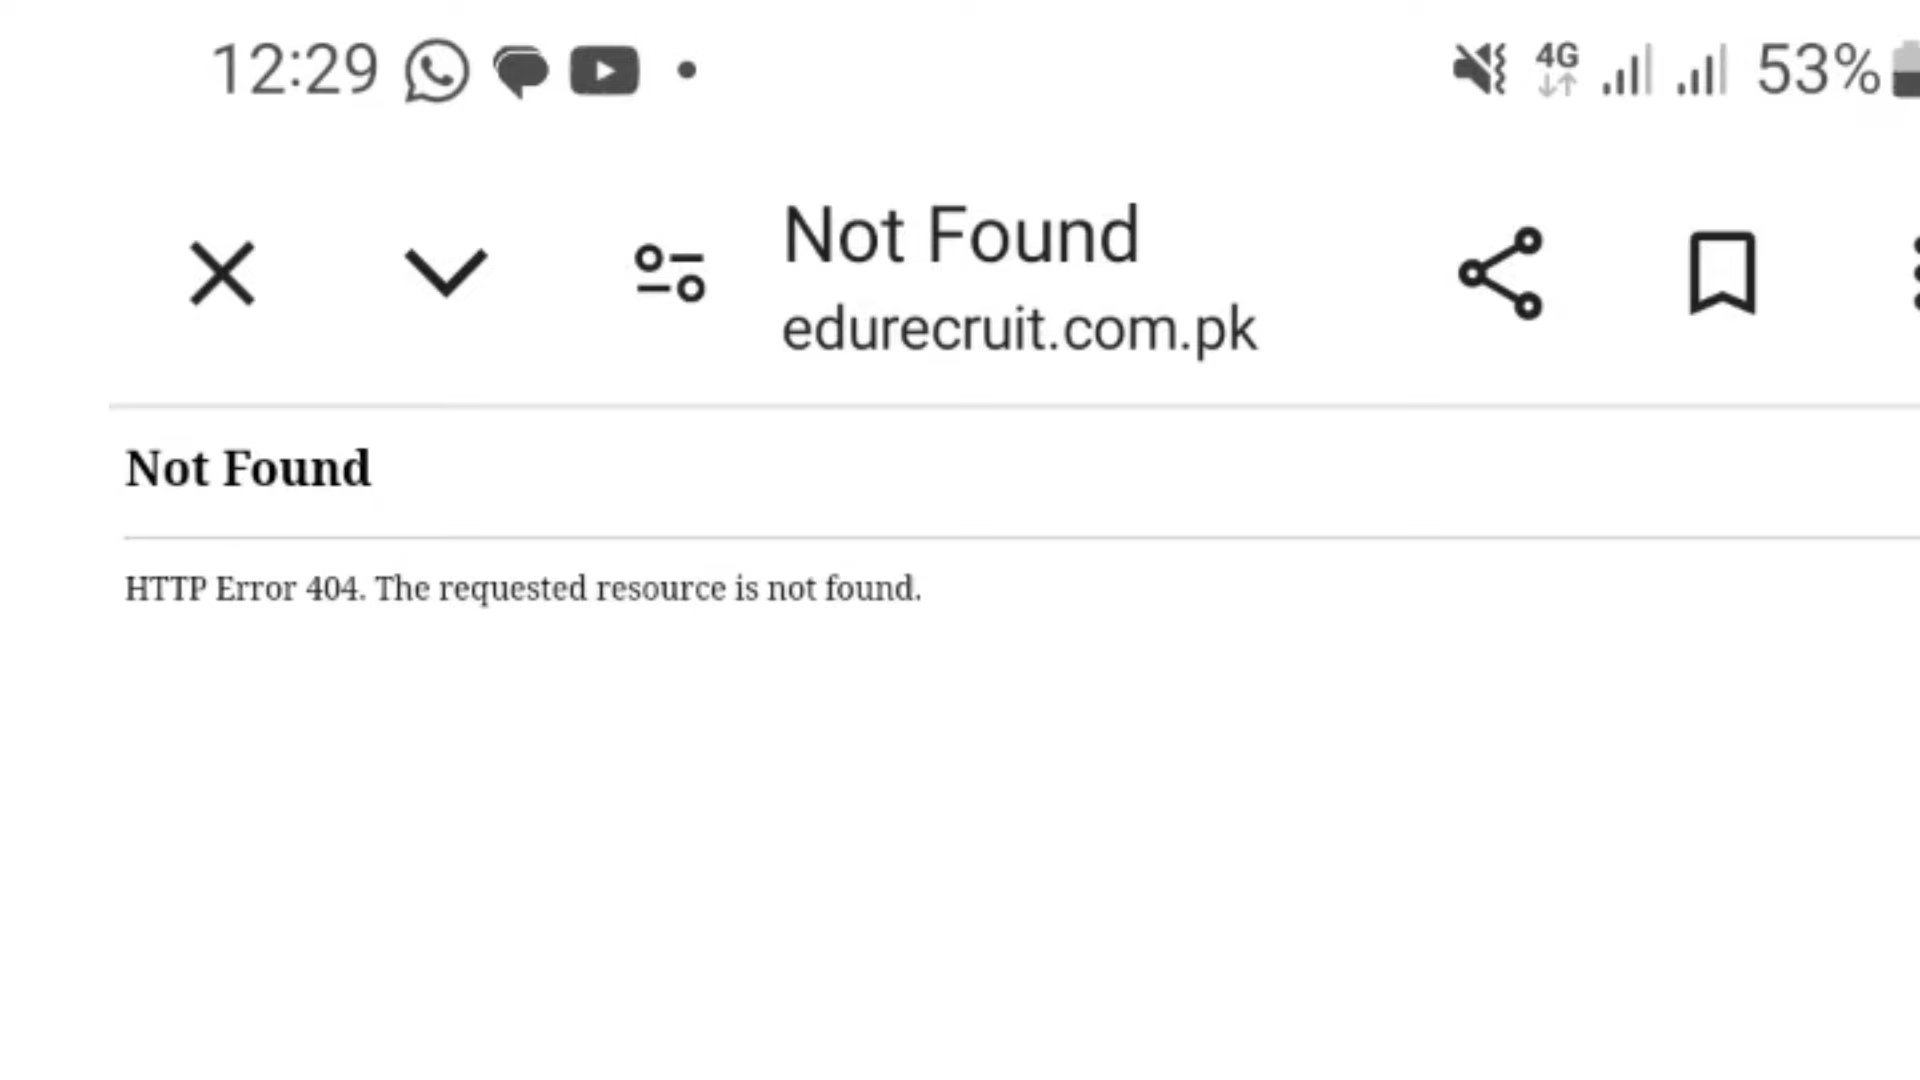 12:29 4G 53%
Not Found
edurecruit.com.pk
Not Found
HTTP Error 404. The requested resource is not found.